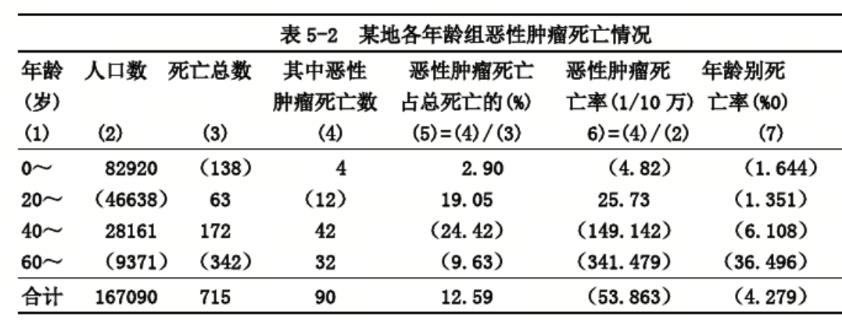 表 5-2 某地各年龄组恶性肿瘤死亡情况
年龄 人口数 死亡总数 其中恶性 恶性肿瘤死亡 恶性肿瘤死 年龄别死
(岁) 肿瘤死亡数 占总死亡的(%) 亡率(1/10 万) 亡率(%0)
(1) (2) (3) (4) (5)=(4)/(3) 6)=(4)/(2) (7)
0～ 82920 (138) 4 2.90 (4.82) (1.644)
20～ (46638) 63 (12) 19.05 25.73 (1.351)
40～ 28161 172 42 (24.42) (149.142) (6.108)
60～ (9371) (342) 32 (9.63) (341.479) (36.496)
合计 167090 715 90 12.59 (53.863) (4.279)